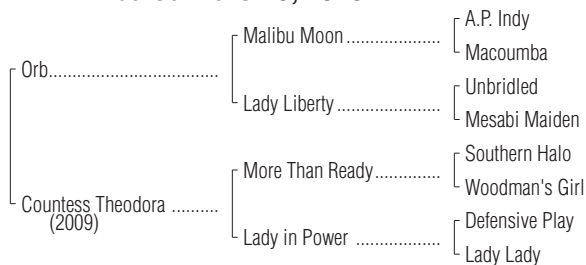 A.P. Indy
Malibu Moon ....................
Macoumba
Orb....................................
Unbridled
Lady Liberty ......................
Mesabi Maiden
Southern Halo
More Than Ready.................
Woodman's Girl
Countess Theodora ..........
(2009)
Defensive Play
Lady in Power ..................
Lady Lady